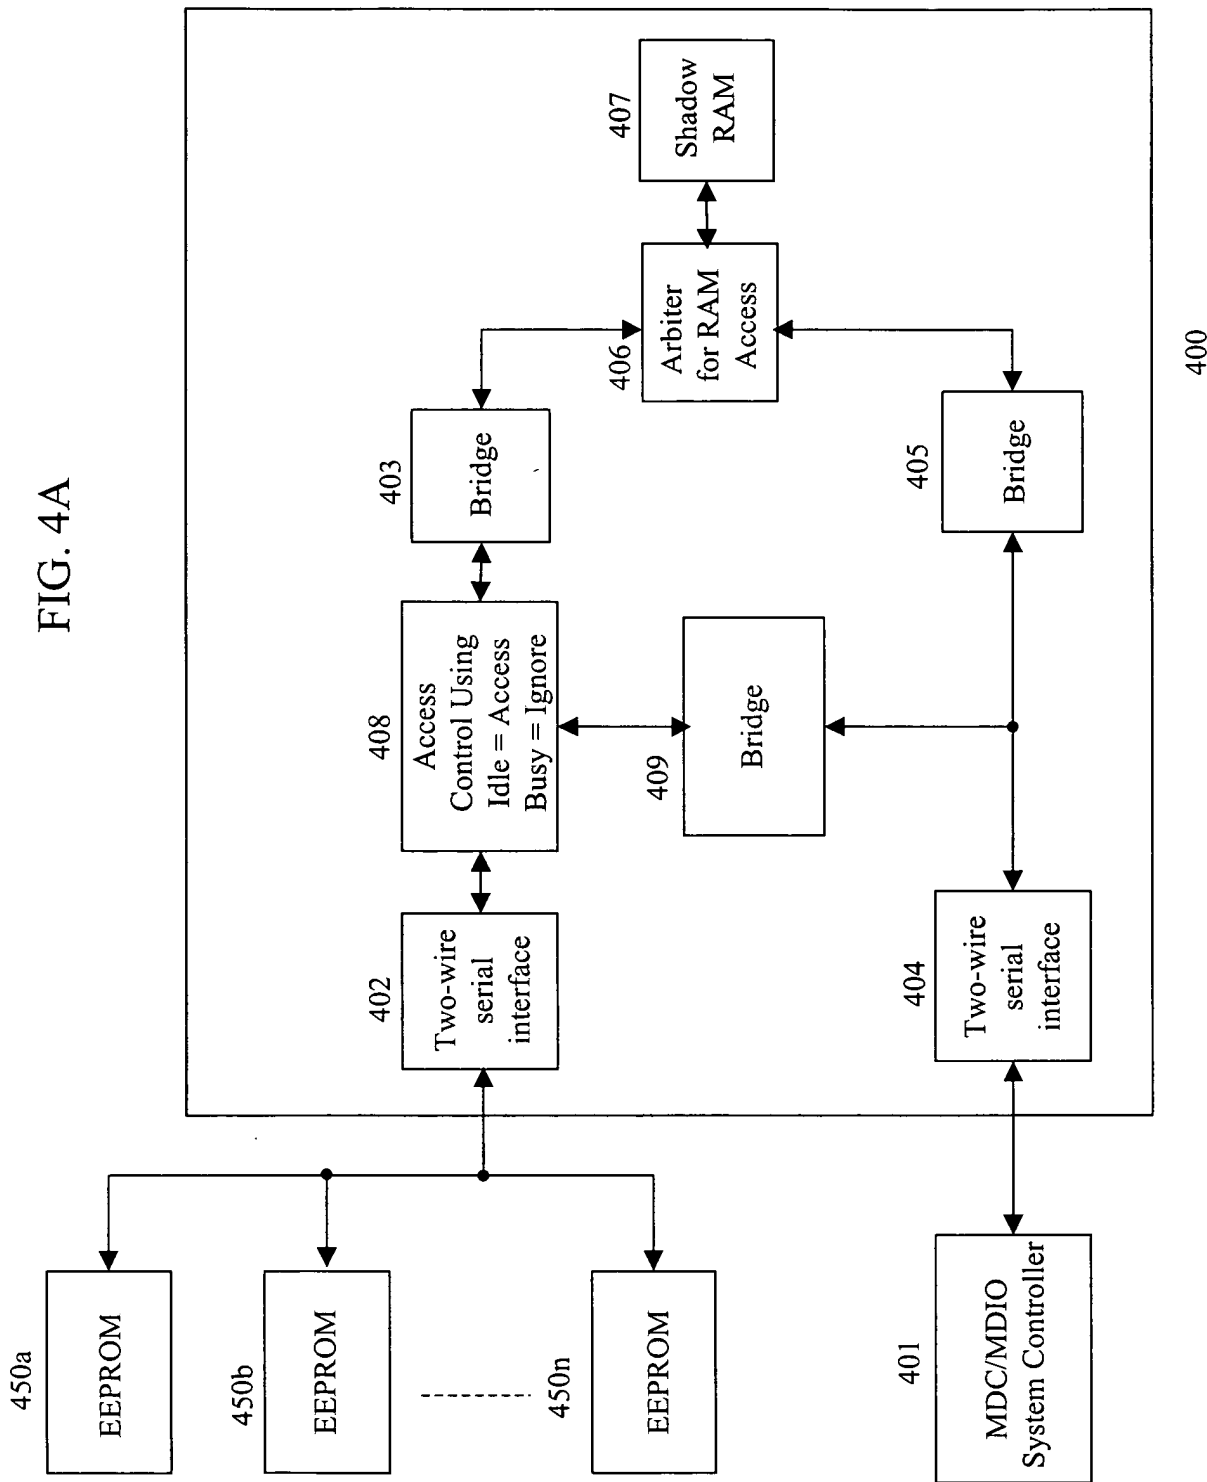 FIG. 4A
450a
EEPROM
450b
EEPROM
450n
EEPROM
401
MDC/MDIO
System Controller
402
Two-wire
serial
interface
408
Access
Control Using
Idle = Access
Busy = Ignore
403
Bridge
409
Bridge
404
Two-wire
serial
interface
405
Bridge
406
Arbiter
for RAM
Access
407
Shadow
RAM
400